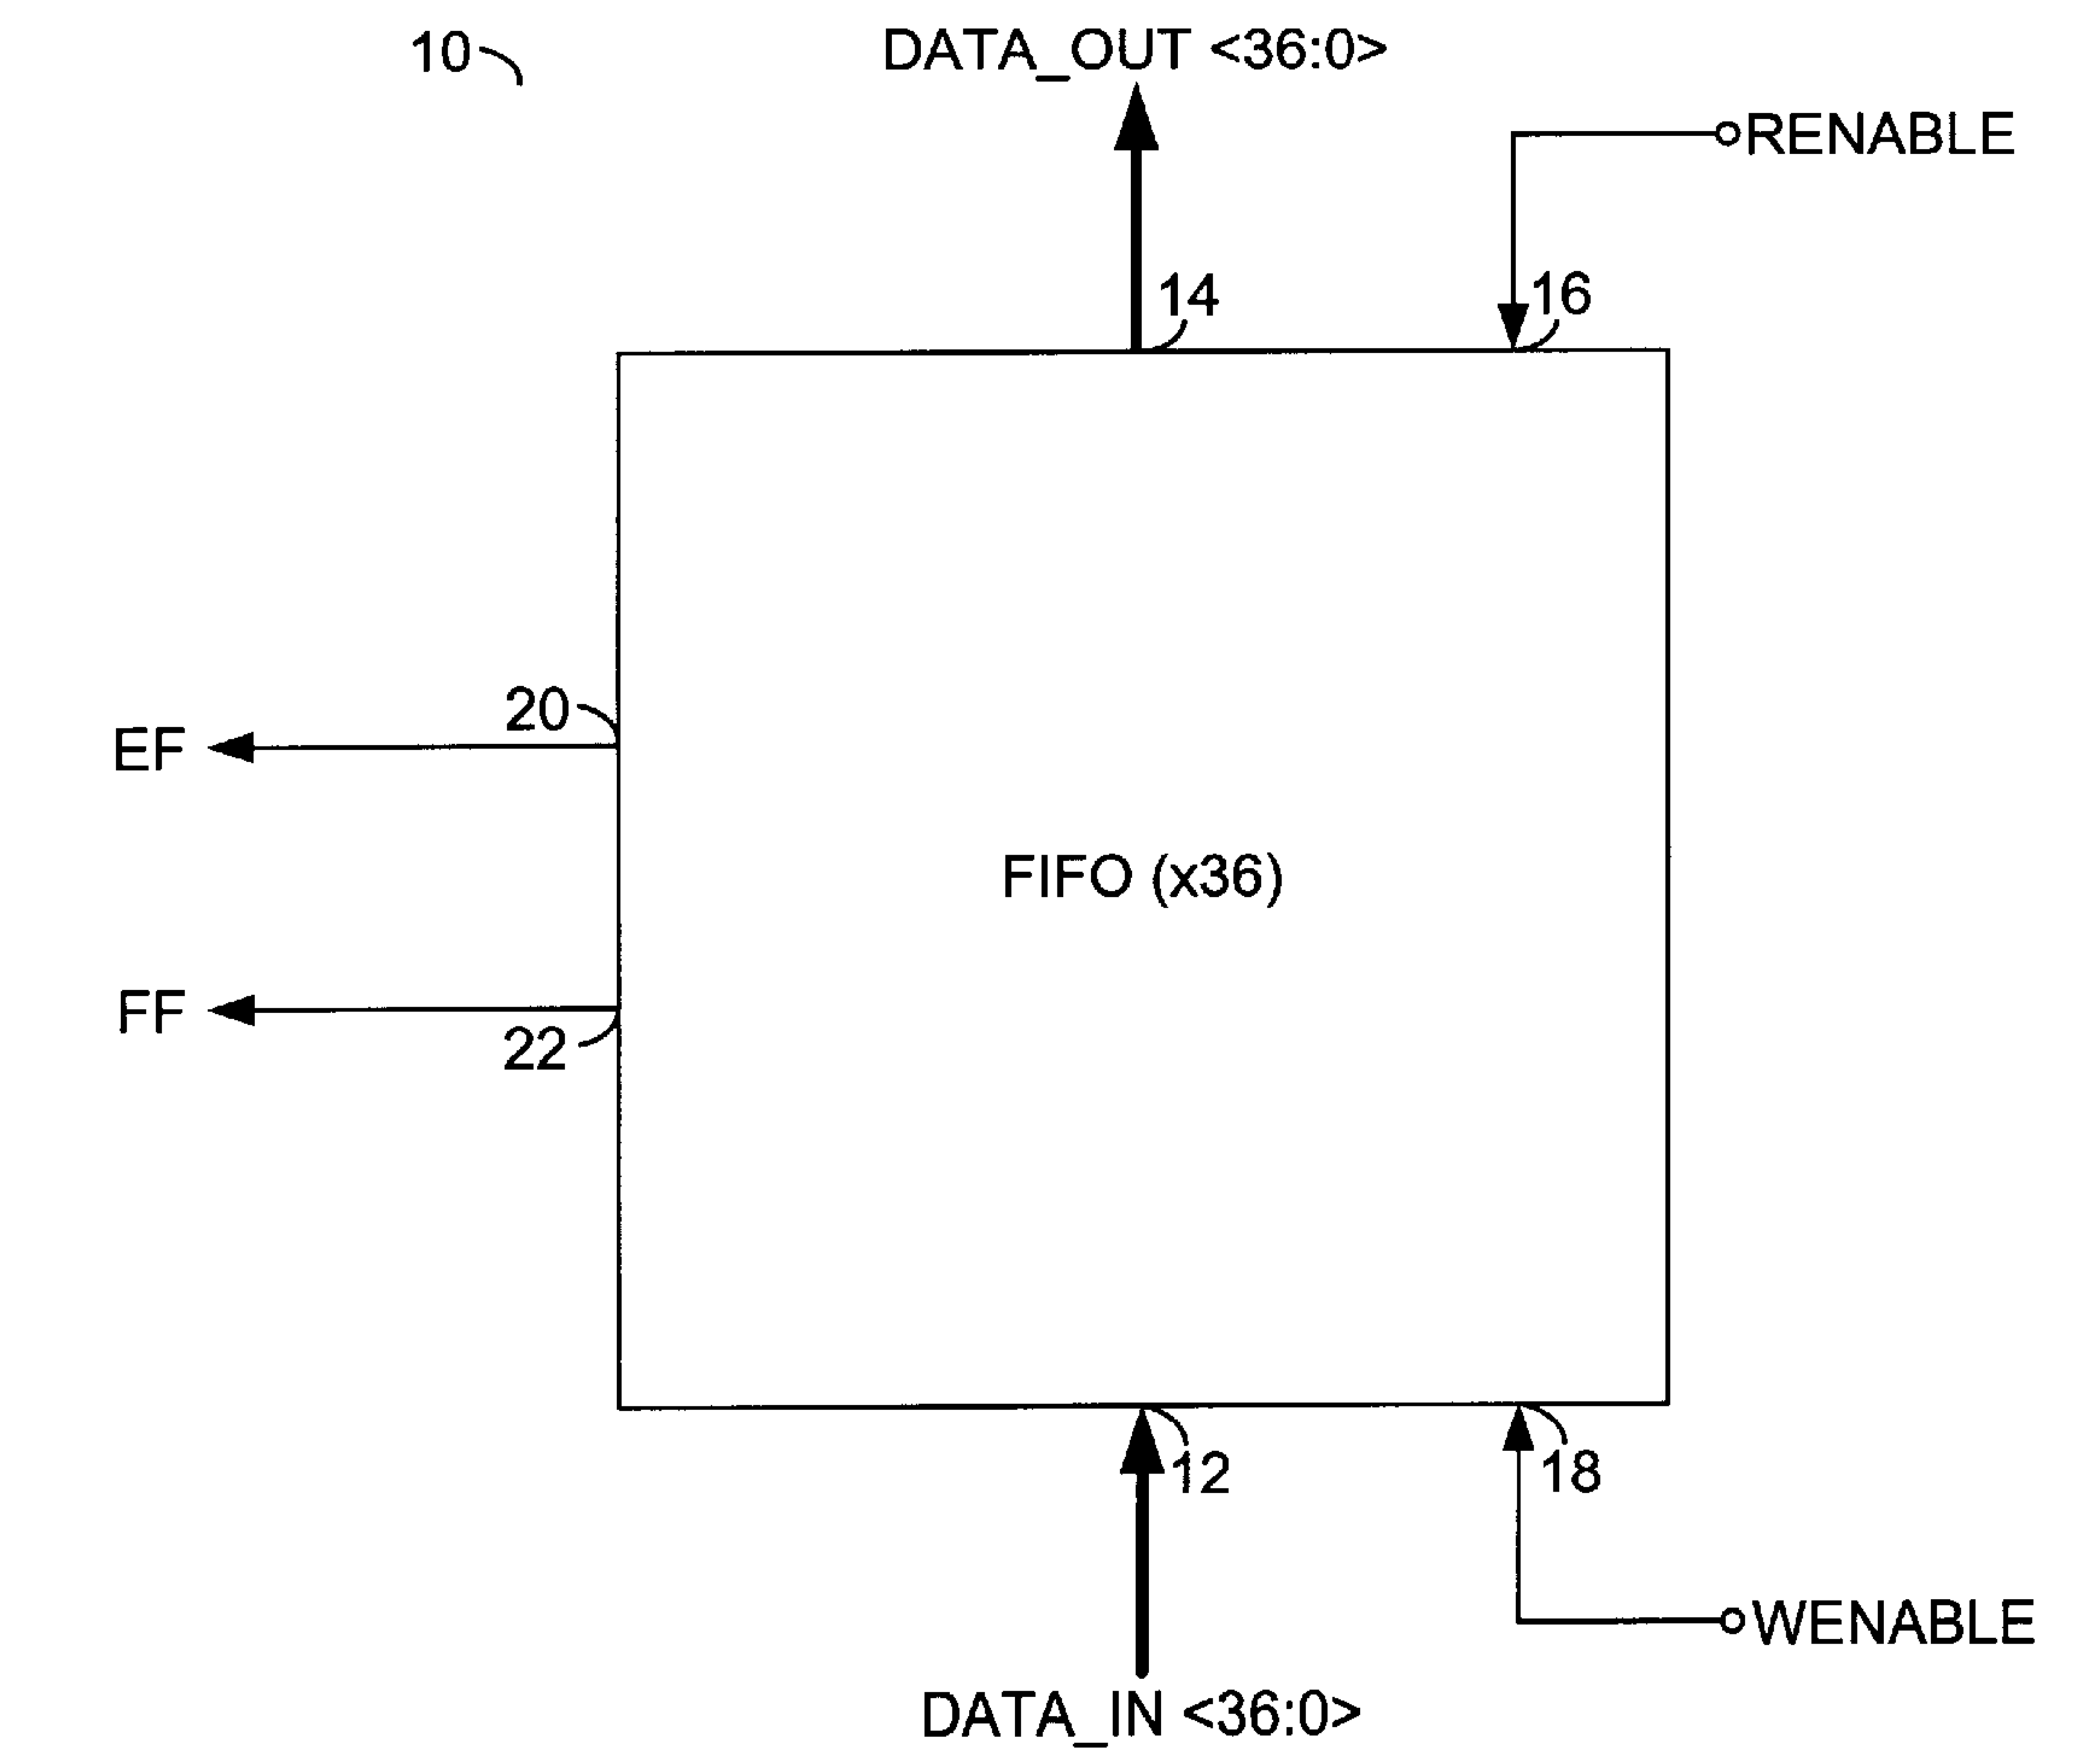 10
DATA_OUT <36:0>
RENABLE
14
16
20
EF
FIFO (x36)
FF
22
12
18
WENABLE
DATA_IN <36:0>